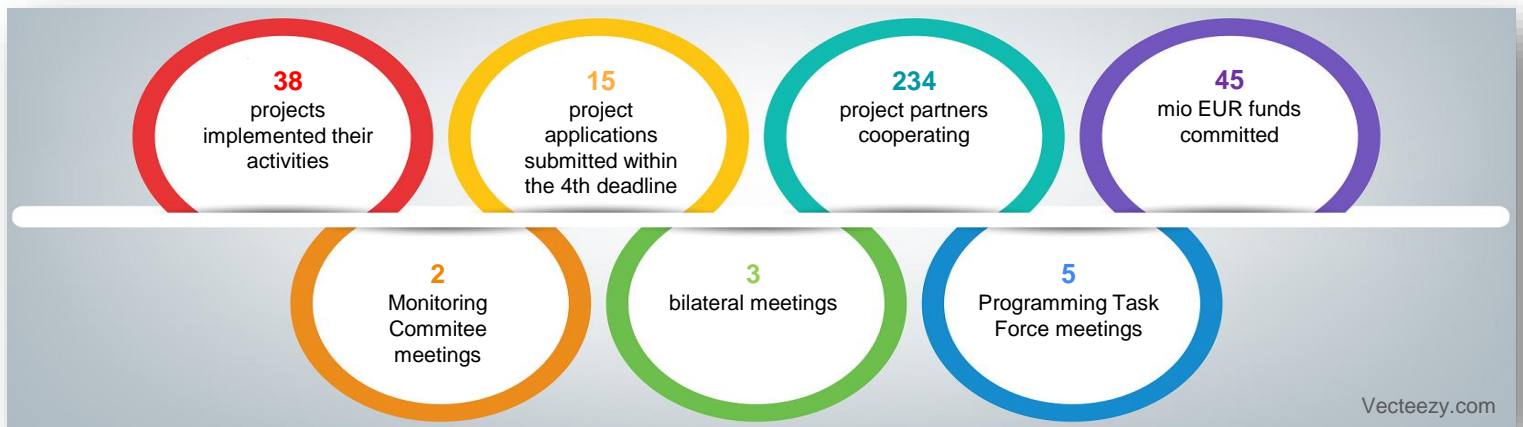 38
projects
implemented their
activities
15
project
applications
submitted within
the 4th deadline
234
project partners
cooperating
45
mio EUR funds
committed
2
Monitoring
Commitee
meetings
3
bilateral meetings
5
Programming Task
Force meetings
Vecteezy.com